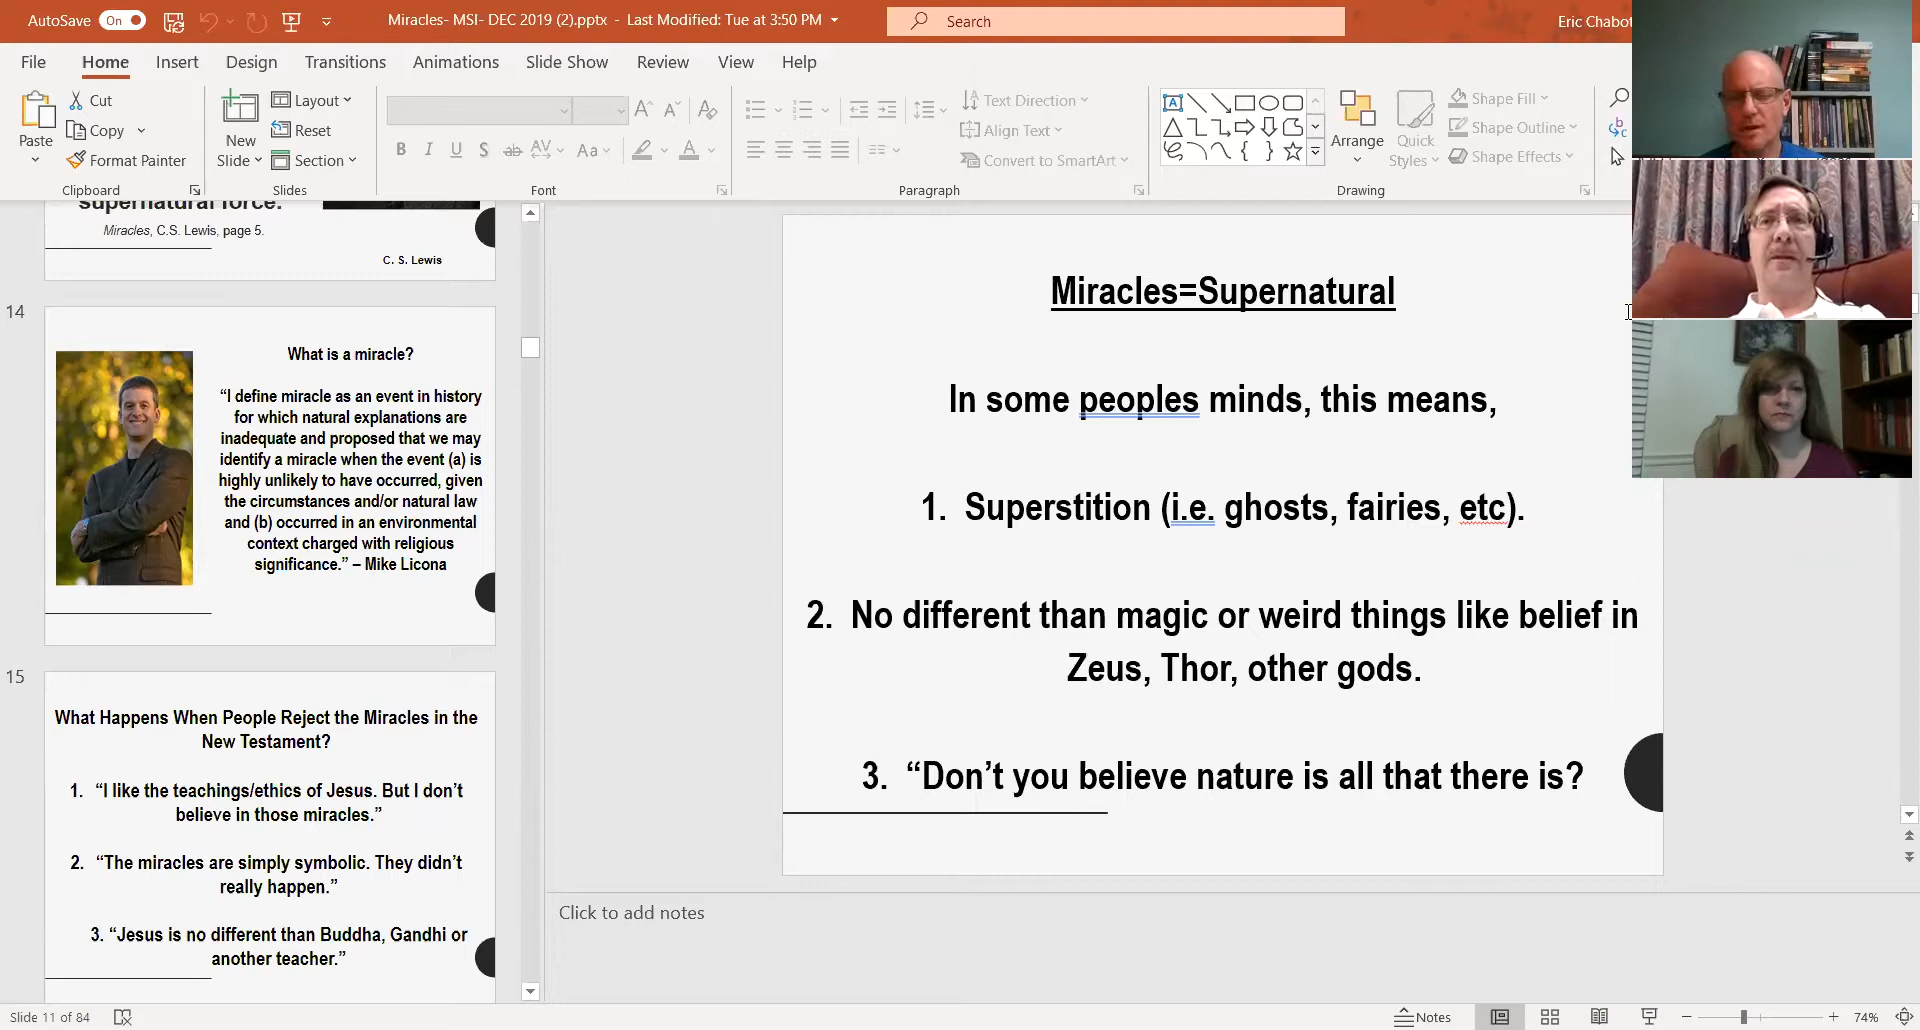 AutoSave On
Miracles- MSI- DEC 2019 (2).pptx - Last Modified: Tue at 3:50 PM
Search
Eric Chabot
File Home Insert Design Transitions Animations Slide Show Review View Help
Paste
Cut
Copy
Format Painter
Clipboard
New
Slide
Layout
Reset
Section
Slides
B I U S ab AV Aa A
Font
Text Direction
Align Text
Convert to SmartArt
Paragraph
Arrange
Quick
Styles
Shape Fill
Shape Outline
Shape Effects
Drawing
supernatural force.
Miracles, C.S. Lewis, page 5.
C. S. Lewis
14
What is a miracle?
“I define miracle as an event in history
for which natural explanations are
inadequate and proposed that we may
identify a miracle when the event (a) is
highly unlikely to have occurred, given
the circumstances and/or natural law
and (b) occurred in an environmental
context charged with religious
significance.” – Mike Licona
15
What Happens When People Reject the Miracles in the
New Testament?
1. “I like the teachings/ethics of Jesus. But I don’t
believe in those miracles.”
2. “The miracles are simply symbolic. They didn’t
really happen.”
3. “Jesus is no different than Buddha, Gandhi or
another teacher.”
Miracles=Supernatural
In some peoples minds, this means,
1. Superstition (i.e. ghosts, fairies, etc).
2. No different than magic or weird things like belief in
Zeus, Thor, other gods.
3. “Don’t you believe nature is all that there is?
Click to add notes
Slide 11 of 84
Notes
74%